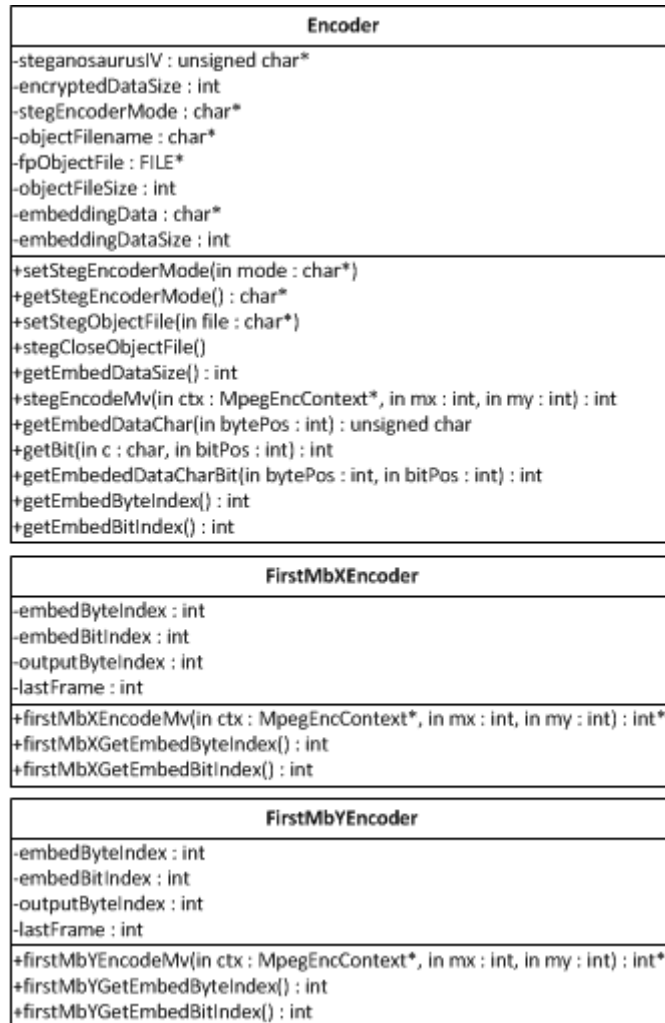 Encoder
-steganosaurusIV : unsigned char*
-encryptedDataSize : int
-stegEncoderMode : char*
-objectFilename : char*
-fpObjectFile : FILE*
-objectFileSize : int
-embeddingData : char*
-embeddingDataSize : int
+setStegEncoderMode(in mode : char*)
+getStegEncoderMode() : char*
+setStegObjectFile(in file : char*)
+stegCloseObjectFile()
+getEmbedDataSize() : int
+stegEncodeMv(in ctx : MpegEncContext*, in mx : int, in my : int) : int
+getEmbedDataChar(in bytePos : int) : unsigned char
+getBit(in c : char, in bitPos : int) : int
+getEmbededDataCharBit(in bytePos : int, in bitPos : int) : int
+getEmbedByteIndex() : int
+getEmbedBitIndex() : int
FirstMbXEncoder
-embedByteIndex : int
-embedBitIndex : int
-outputByteIndex : int
-lastFrame : int
+firstMbXEncodeMv(in ctx : MpegEncContext*, in mx : int, in my : int) : int*
+firstMbXGetEmbedByteIndex() : int
+firstMbXGetEmbedBitIndex() : int
FirstMbYEncoder
-embedByteIndex : int
-embedBitIndex : int
-outputByteIndex : int
-lastFrame : int
+firstMbYEncodeMv(in ctx : MpegEncContext*, in mx : int, in my : int) : int*
+firstMbYGetEmbedByteIndex() : int
+firstMbYGetEmbedBitIndex() : int